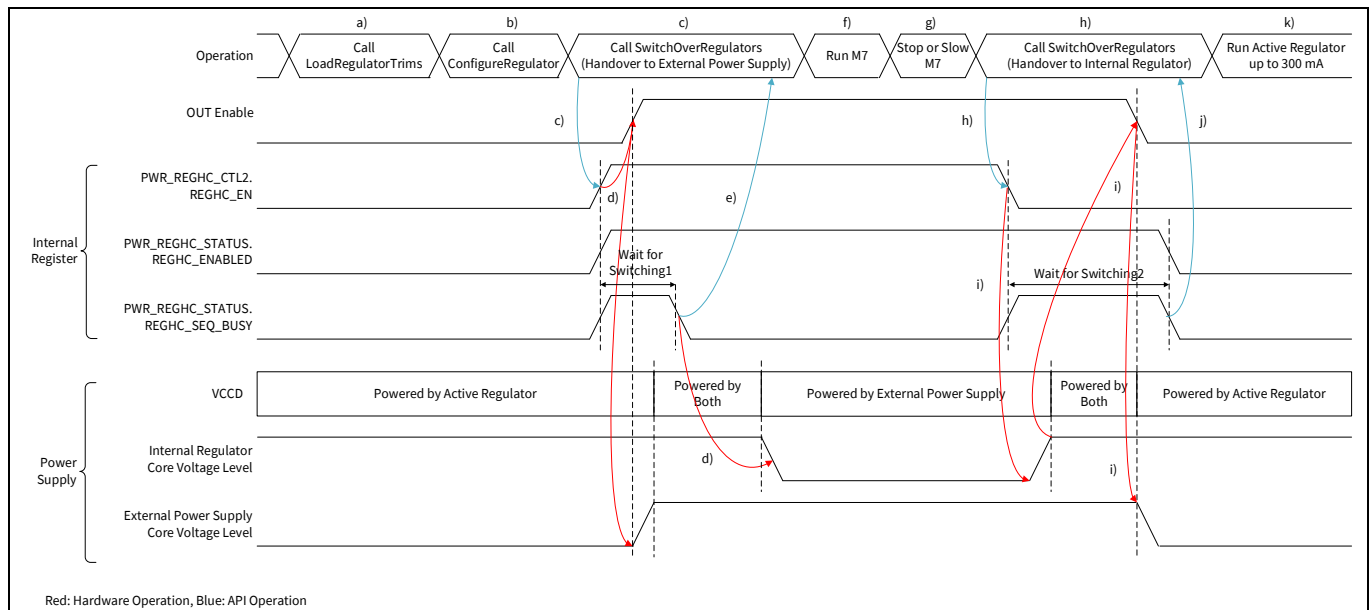 a)
b)
c)
f)
g)
h)
k)
Operation
Call
LoadRegulatorTrims
Call
ConfigureRegulator
Call SwitchOverRegulators
(Handover to External Power Supply)
Run M7
Stop or Slow
M7
Call SwitchOverRegulators
(Handover to Internal Regulator)
Run Active Regulator
up to 300 mA
OUT Enable
c)
h)
j)
Internal
Register
PWR_REGHC_CTL2.
REGHC_EN
d)
e)
i)
PWR_REGHC_STATUS.
REGHC_ENABLED
Wait for
Switching1
i)
Wait for Switching2
PWR_REGHC_STATUS.
REGHC_SEQ_BUSY
Power
Supply
VCCD
Powered by Active Regulator
Powered by
Both
Powered by External Power Supply
Powered by
Both
Powered by Active Regulator
Internal Regulator
Core Voltage Level
d)
i)
External Power Supply
Core Voltage Level
Red: Hardware Operation, Blue: API Operation